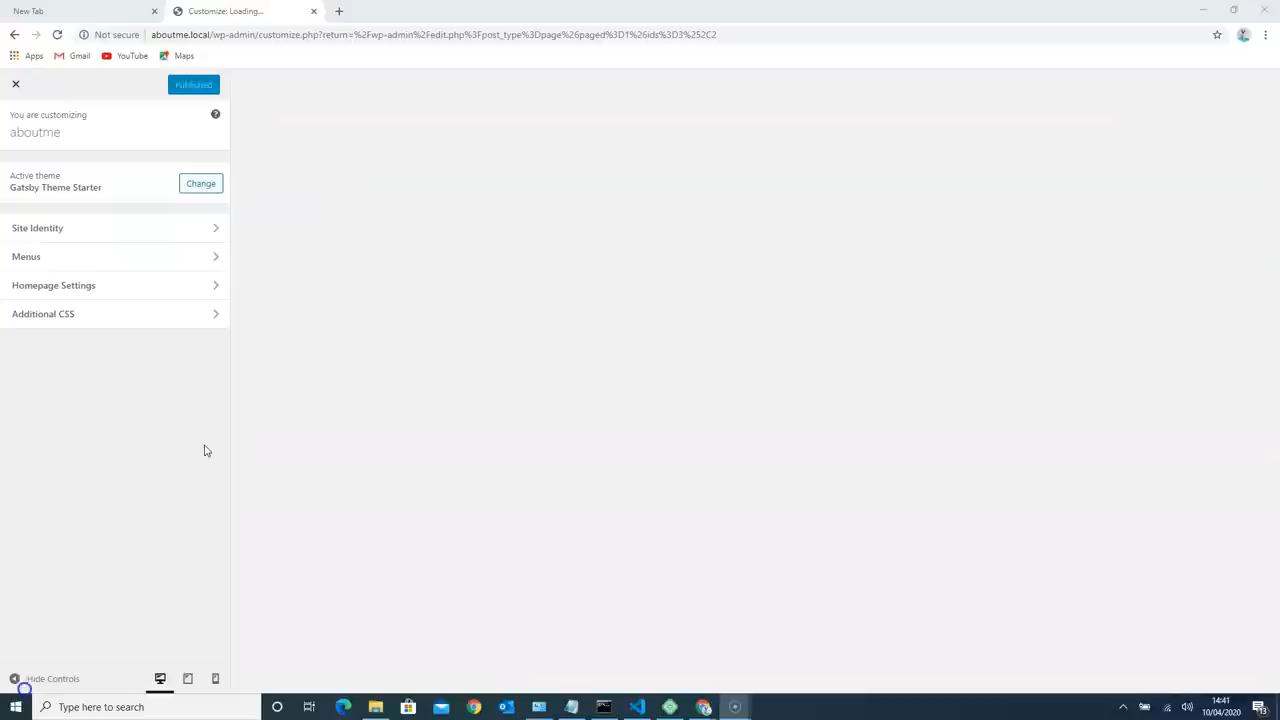 New Tab
Customize: Loading...
Not secure
aboutme.local/wp-admin/customize.php?return=%2Fwp-admin%2Fedit.php%3Fpost_type%3Dpage%26paged%3D1%26ids%3D3%252C2
Apps
Gmail
YouTube
Maps
Published
You are customizing
aboutme
Active theme
Gatsby Theme Starter
Change
Site Identity
Menus
Homepage Settings
Additional CSS
Hide Controls
Type here to search
14:41
10/04/2020